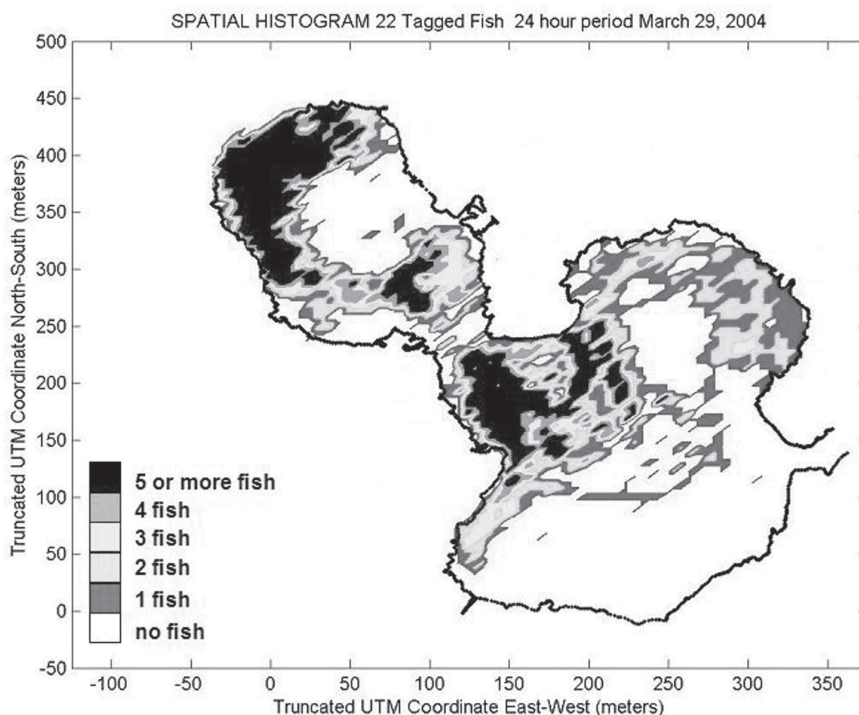 SPATIAL HISTOGRAM 22 Tagged Fish 24 hour period March 29, 2004
Truncated UTM Coordinate North-South (meters)
500
450
400
350
300
250
200
150
100
50
0
-50
5 or more fish
4 fish
3 fish
2 fish
1 fish
no fish
-100
-50
0
50
100
150
200
250
300
350
Truncated UTM Coordinate East-West (meters)